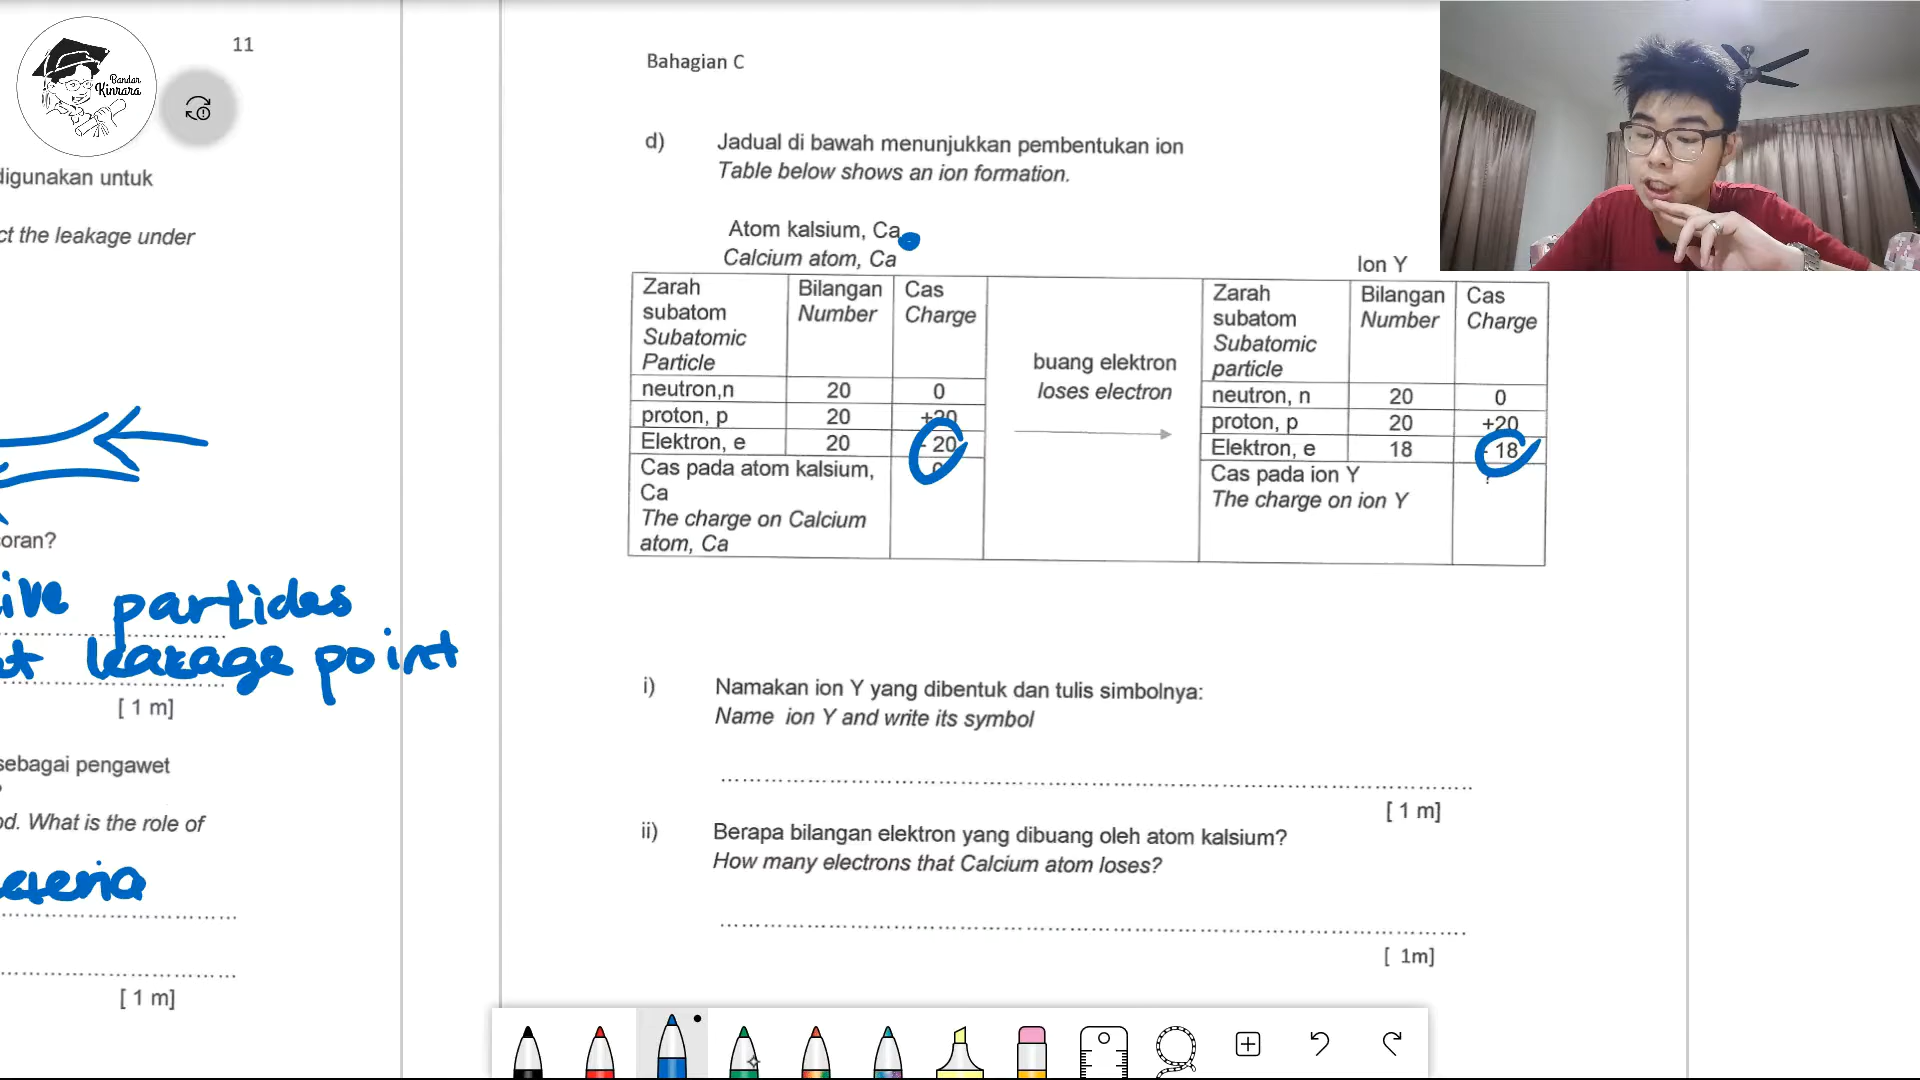 11
Bandar
Kinrara
digunakan untuk
ct the leakage under
oran?
ive particles
t leakage point
[ 1 m]
sebagai pengawet
od. What is the role of
[ 1 m]
Bahagian C
d) Jadual di bawah menunjukkan pembentukan ion
Table below shows an ion formation.
Atom kalsium, Ca
Calcium atom, Ca
Zarah subatom Subatomic Particle
Bilangan Number
Cas Charge
neutron,n 20 0
proton, p 20 +20
Elektron, e 20 - 20
Cas pada atom kalsium, Ca
The charge on Calcium atom, Ca
0
buang elektron
loses electron
Ion Y
Zarah subatom Subatomic particle
Bilangan Number
Cas Charge
neutron, n 20 0
proton, p 20 +20
Elektron, e 18 - 18
Cas pada ion Y
The charge on ion Y
?
i) Namakan ion Y yang dibentuk dan tulis simbolnya:
Name ion Y and write its symbol
[ 1 m]
ii) Berapa bilangan elektron yang dibuang oleh atom kalsium?
How many electrons that Calcium atom loses?
[ 1m]